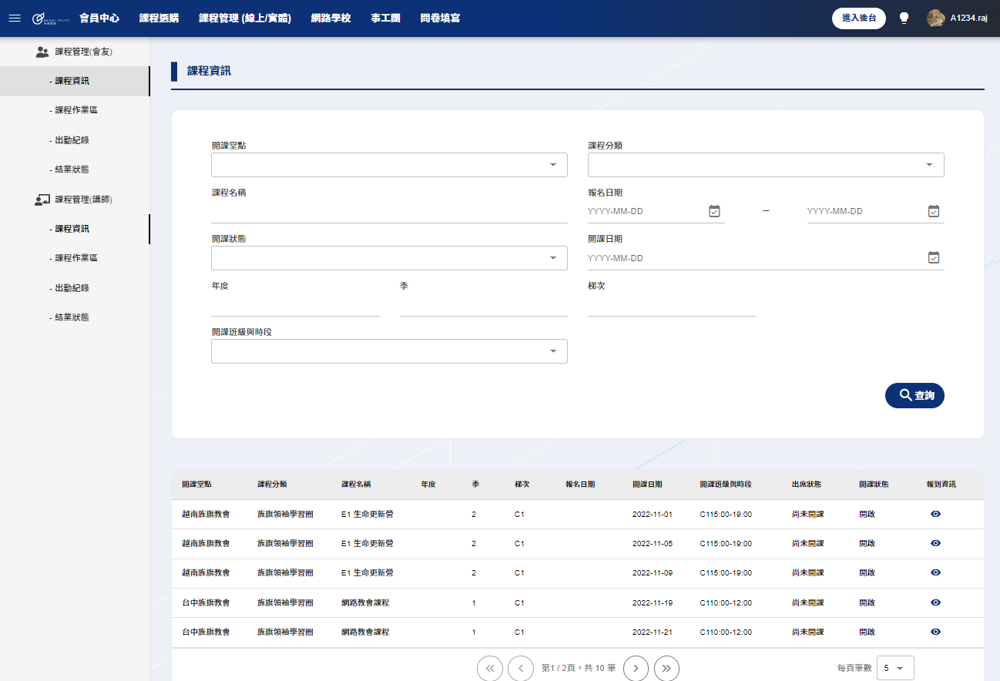 會員中心 課程選購 課程管理 (線上/實體) 網路學校 事工團 問卷填寫 進入後台 A1234.raj
課程管理(會友)
- 課程資訊
- 課程作業區
- 出勤紀錄
- 結業狀態
課程管理(講師)
- 課程資訊
- 課程作業區
- 出勤紀錄
- 結業狀態
課程資訊
開課堂點 課程分類
課程名稱 報名日期
YYYY-MM-DD – YYYY-MM-DD
開課狀態 開課日期
YYYY-MM-DD
年度 季 梯次
開課班級與時段
查詢
開課堂點 課程分類 課程名稱 年度 季 梯次 報名日期 開課日期 開課班級與時段 出席狀態 開課狀態 報到資訊
越南旌旗教會 旌旗領袖學習圈 E1 生命更新營 2 C1 2022-11-01 C115:00-19:00 尚未開課 開啟
越南旌旗教會 旌旗領袖學習圈 E1 生命更新營 2 C1 2022-11-05 C115:00-19:00 尚未開課 開啟
越南旌旗教會 旌旗領袖學習圈 E1 生命更新營 2 C1 2022-11-09 C115:00-19:00 尚未開課 開啟
台中旌旗教會 旌旗領袖學習圈 網路教會課程 1 C1 2022-11-19 C110:00-12:00 尚未開課 開啟
台中旌旗教會 旌旗領袖學習圈 網路教會課程 1 C1 2022-11-21 C110:00-12:00 尚未開課 開啟
第1 / 2頁，共 10 筆 每頁筆數 5